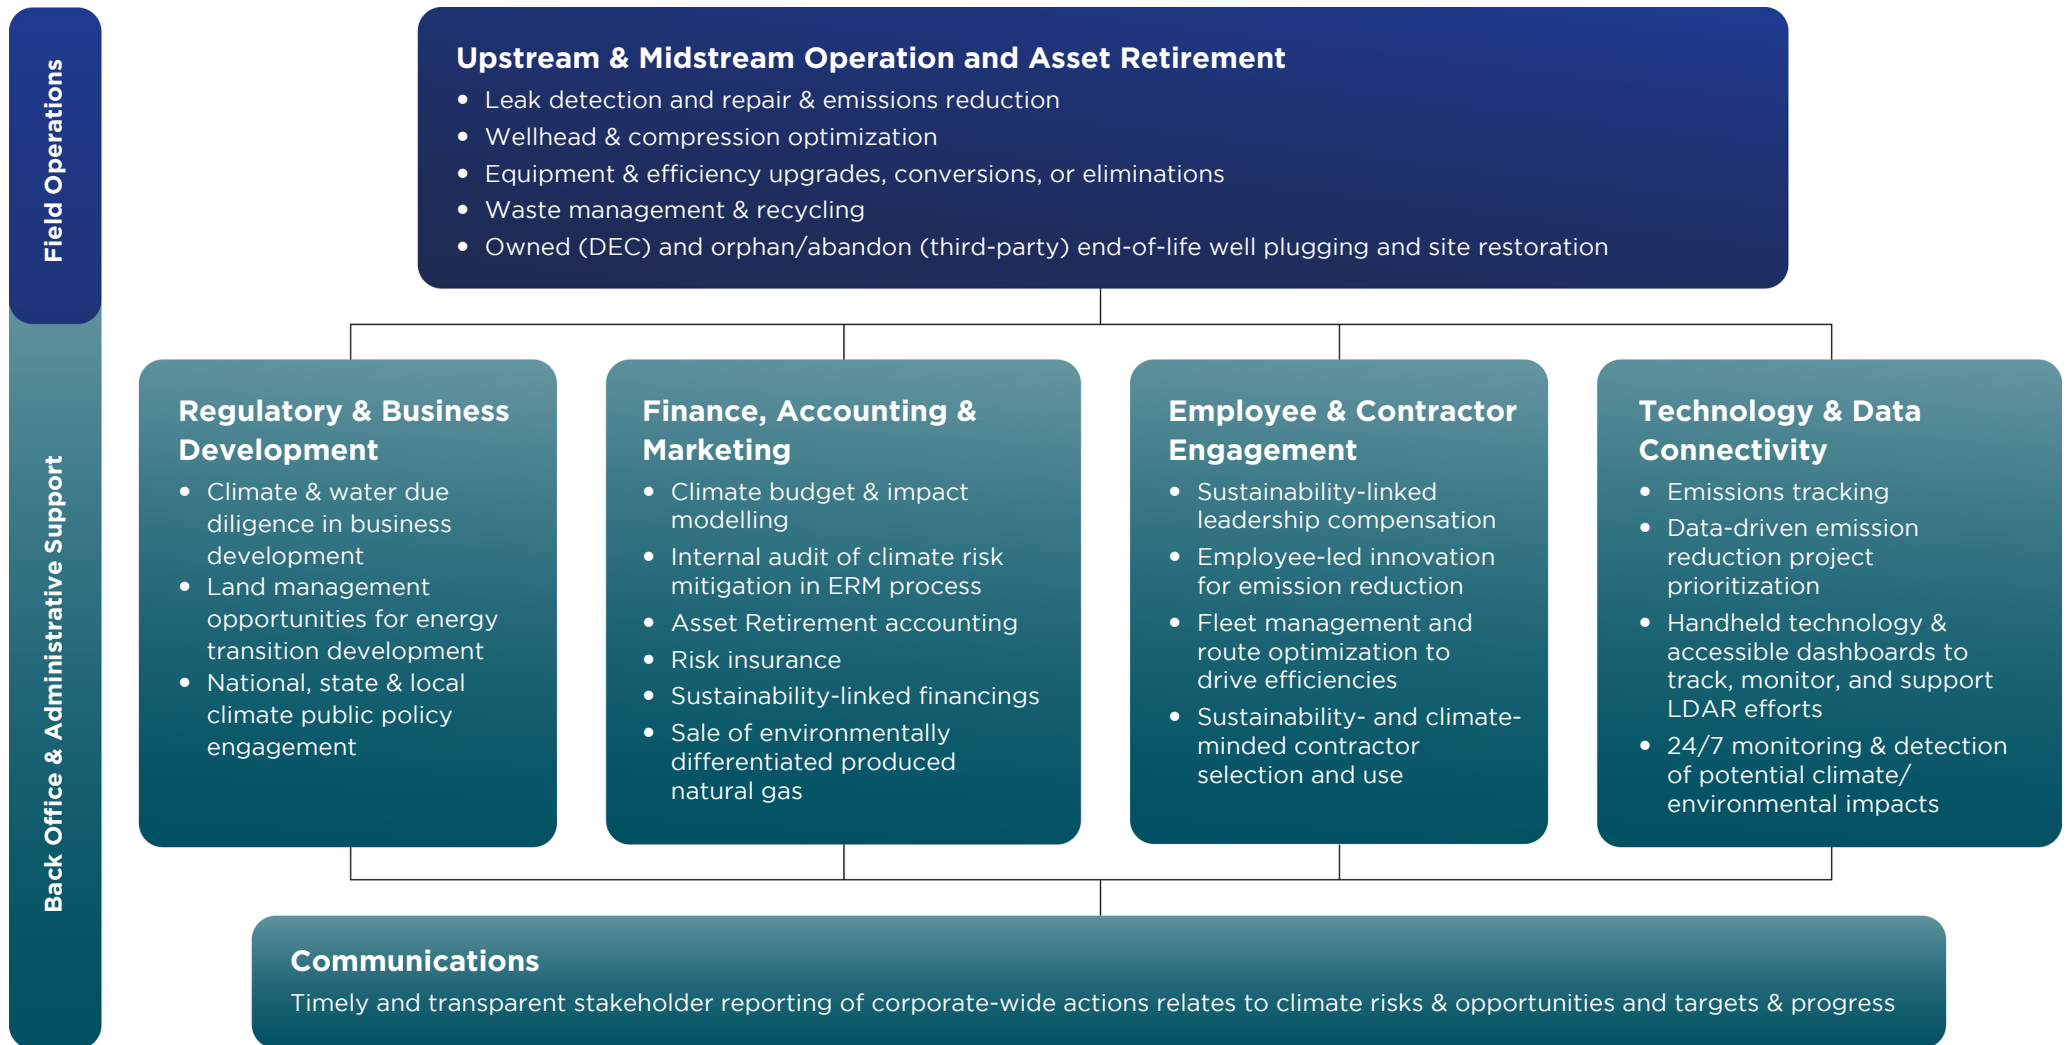 Field Operations
Upstream & Midstream Operation and Asset Retirement
• Leak detection and repair & emissions reduction
• Wellhead & compression optimization
• Equipment & efficiency upgrades, conversions, or eliminations
• Waste management & recycling
• Owned (DEC) and orphan/abandon (third-party) end-of-life well plugging and site restoration
Back Office & Administrative Support
Regulatory & Business
Development
• Climate & water due
diligence in business
development
• Land management
opportunities for energy
transition development
• National, state & local
climate public policy
engagement
Finance, Accounting &
Marketing
• Climate budget & impact
modelling
• Internal audit of climate risk
mitigation in ERM process
• Asset Retirement accounting
• Risk insurance
• Sustainability-linked financings
• Sale of environmentally
differentiated produced
natural gas
Employee & Contractor
Engagement
• Sustainability-linked
leadership compensation
• Employee-led innovation
for emission reduction
• Fleet management and
route optimization to
drive efficiencies
• Sustainability- and climate-
minded contractor
selection and use
Technology & Data
Connectivity
• Emissions tracking
• Data-driven emission
reduction project
prioritization
• Handheld technology &
accessible dashboards to
track, monitor, and support
LDAR efforts
• 24/7 monitoring & detection
of potential climate/
environmental impacts
Communications
Timely and transparent stakeholder reporting of corporate-wide actions relates to climate risks & opportunities and targets & progress